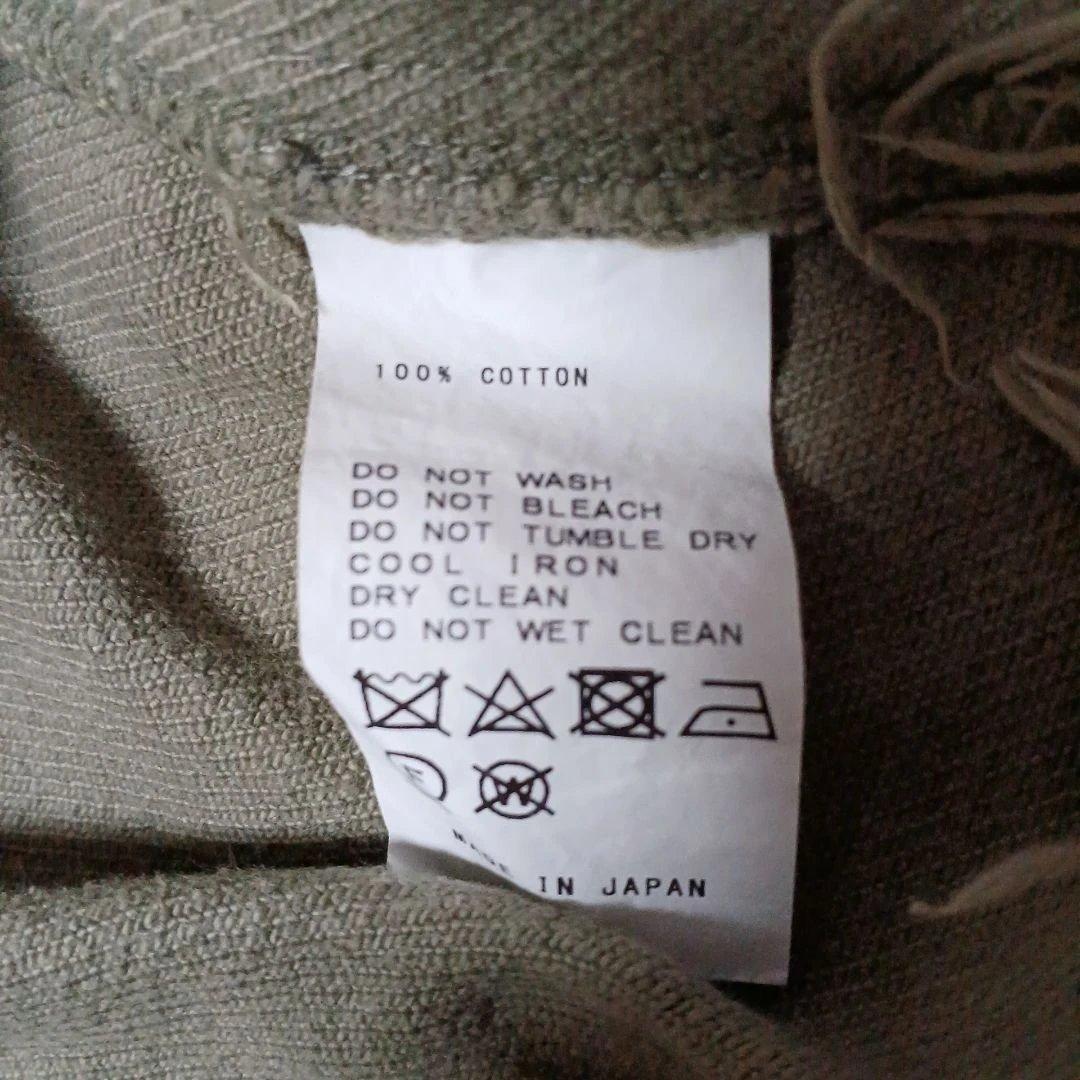 100% COTTON
DO NOT WASH
DO NOT BLEACH
DO NOT TUMBLE DRY
COOL IRON
DRY CLEAN
DO NOT WET CLEAN
W
MADE IN JAPAN